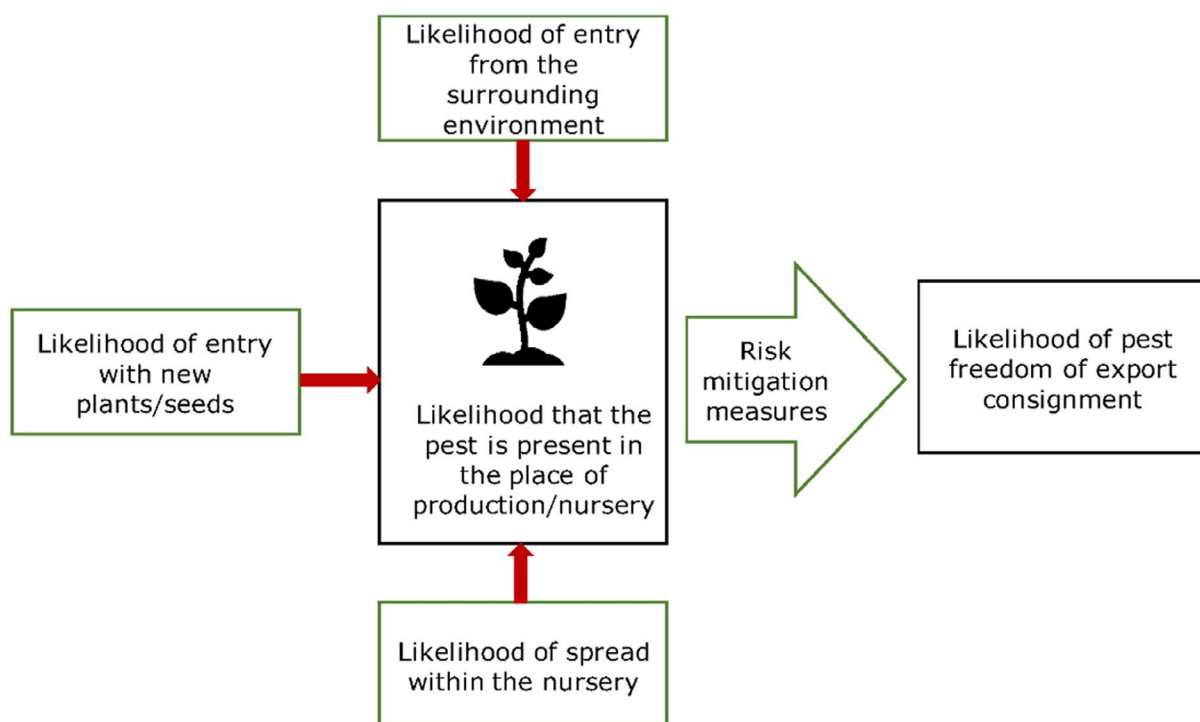 Likelihood of entry
from the
surrounding
environment
Likelihood of entry
with new
plants/seeds
Likelihood that the
pest is present in
the place of
production/nursery
Risk
mitigation
measures
Likelihood of pest
freedom of export
consignment
Likelihood of spread
within the nursery